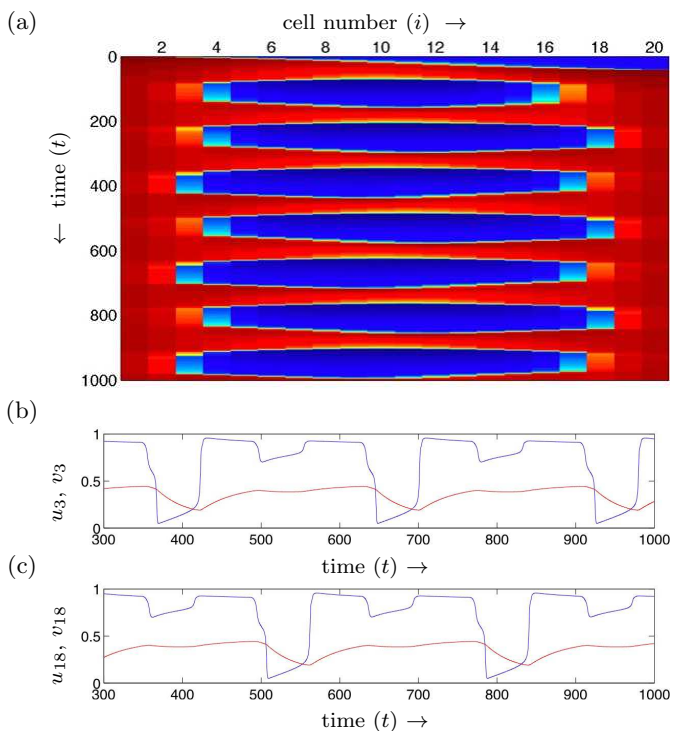 (a)
cell number (i) →
2 4 6 8 10 12 14 16 18 20
0
200
400
600
800
1000
← time (t)
(b)
1
0.5
0
u3, v3
300 400 500 600 700 800 900 1000
time (t) →
(c)
1
0.5
0
u18, v18
300 400 500 600 700 800 900 1000
time (t) →